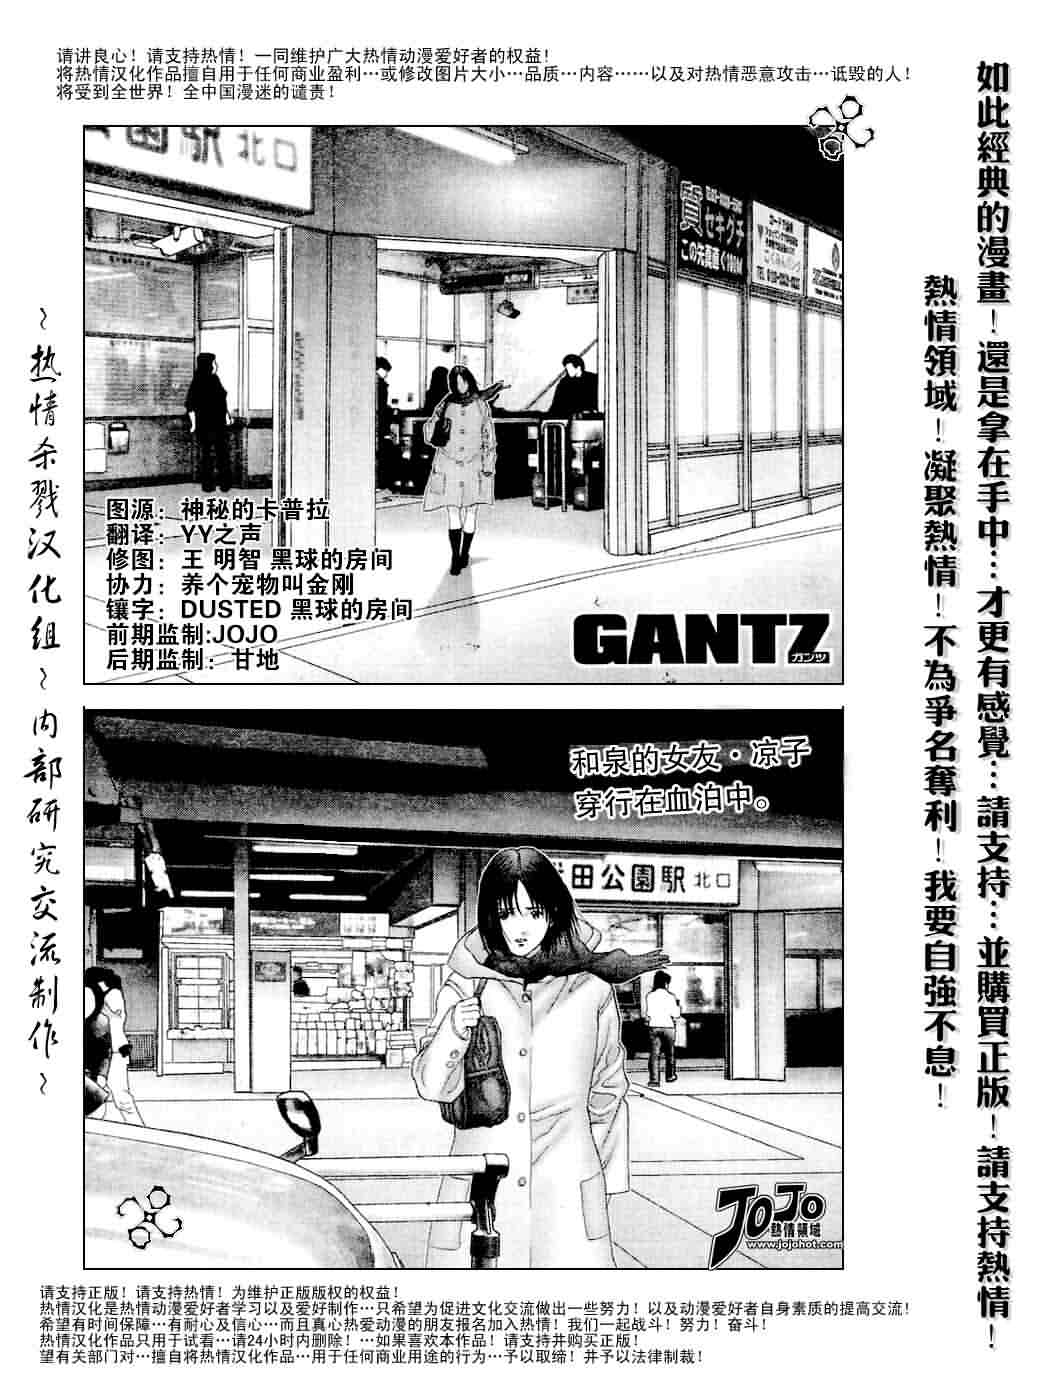 请讲良心！请支持热情！一同维护广大热情动漫爱好者的权益！
将热情汉化作品擅自用于任何商业盈利…或修改图片大小…品质…内容……以及对热情恶意攻击…诋毁的人！
将受到全世界！全中国漫迷的谴责！
如此經典的漫畫！還是拿在手中…才更有感覺…請支持…並購買正版！請支持熱情！
熱情領域！凝聚熱情！不為爭名奪利！我要自強不息！
~热情杀戮汉化组~内部研究交流制作~
公園駅 北口
質 セキグチ
この先直ぐ100M
图源：神秘的卡普拉
翻译：YY之声
修图：王 明智 黑球的房间
协力：养个宠物叫金刚
镶字：DUSTED 黑球的房间
前期监制:JOJO
后期监制：甘地
GANTZ
ガンツ
和泉的女友·凉子
穿行在血泊中。
田公園駅 北口
JOJO
熱情領域
www.jojohot.com
请支持正版！请支持热情！为维护正版版权的权益！
热情汉化是热情动漫爱好者学习以及爱好制作…只希望为促进文化交流做出一些努力！以及动漫爱好者自身素质的提高交流！
希望有时间保障…有耐心及信心…而且真心热爱动漫的朋友报名加入热情！我们一起战斗！努力！奋斗！
热情汉化作品只用于试看…请24小时内删除！…如果喜欢本作品！请支持并购买正版！
望有关部门对…擅自将热情汉化作品…用于任何商业用途的行为…予以取缔！并予以法律制裁！